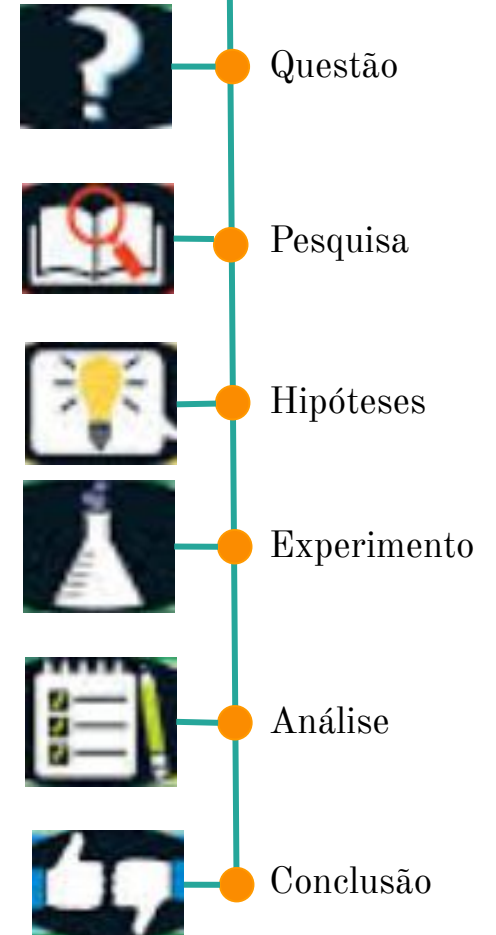 Questão
Pesquisa
Hipóteses
Experimento
Análise
Conclusão